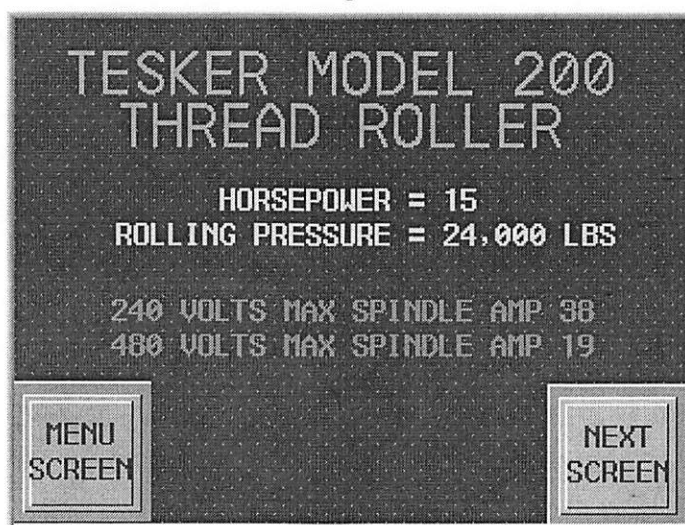 TESKER MODEL 200
THREAD ROLLER
HORSEPOWER = 15
ROLLING PRESSURE = 24,000 LBS
240 VOLTS MAX SPINDLE AMP 38
480 VOLTS MAX SPINDLE AMP 19
MENU
SCREEN
NEXT
SCREEN